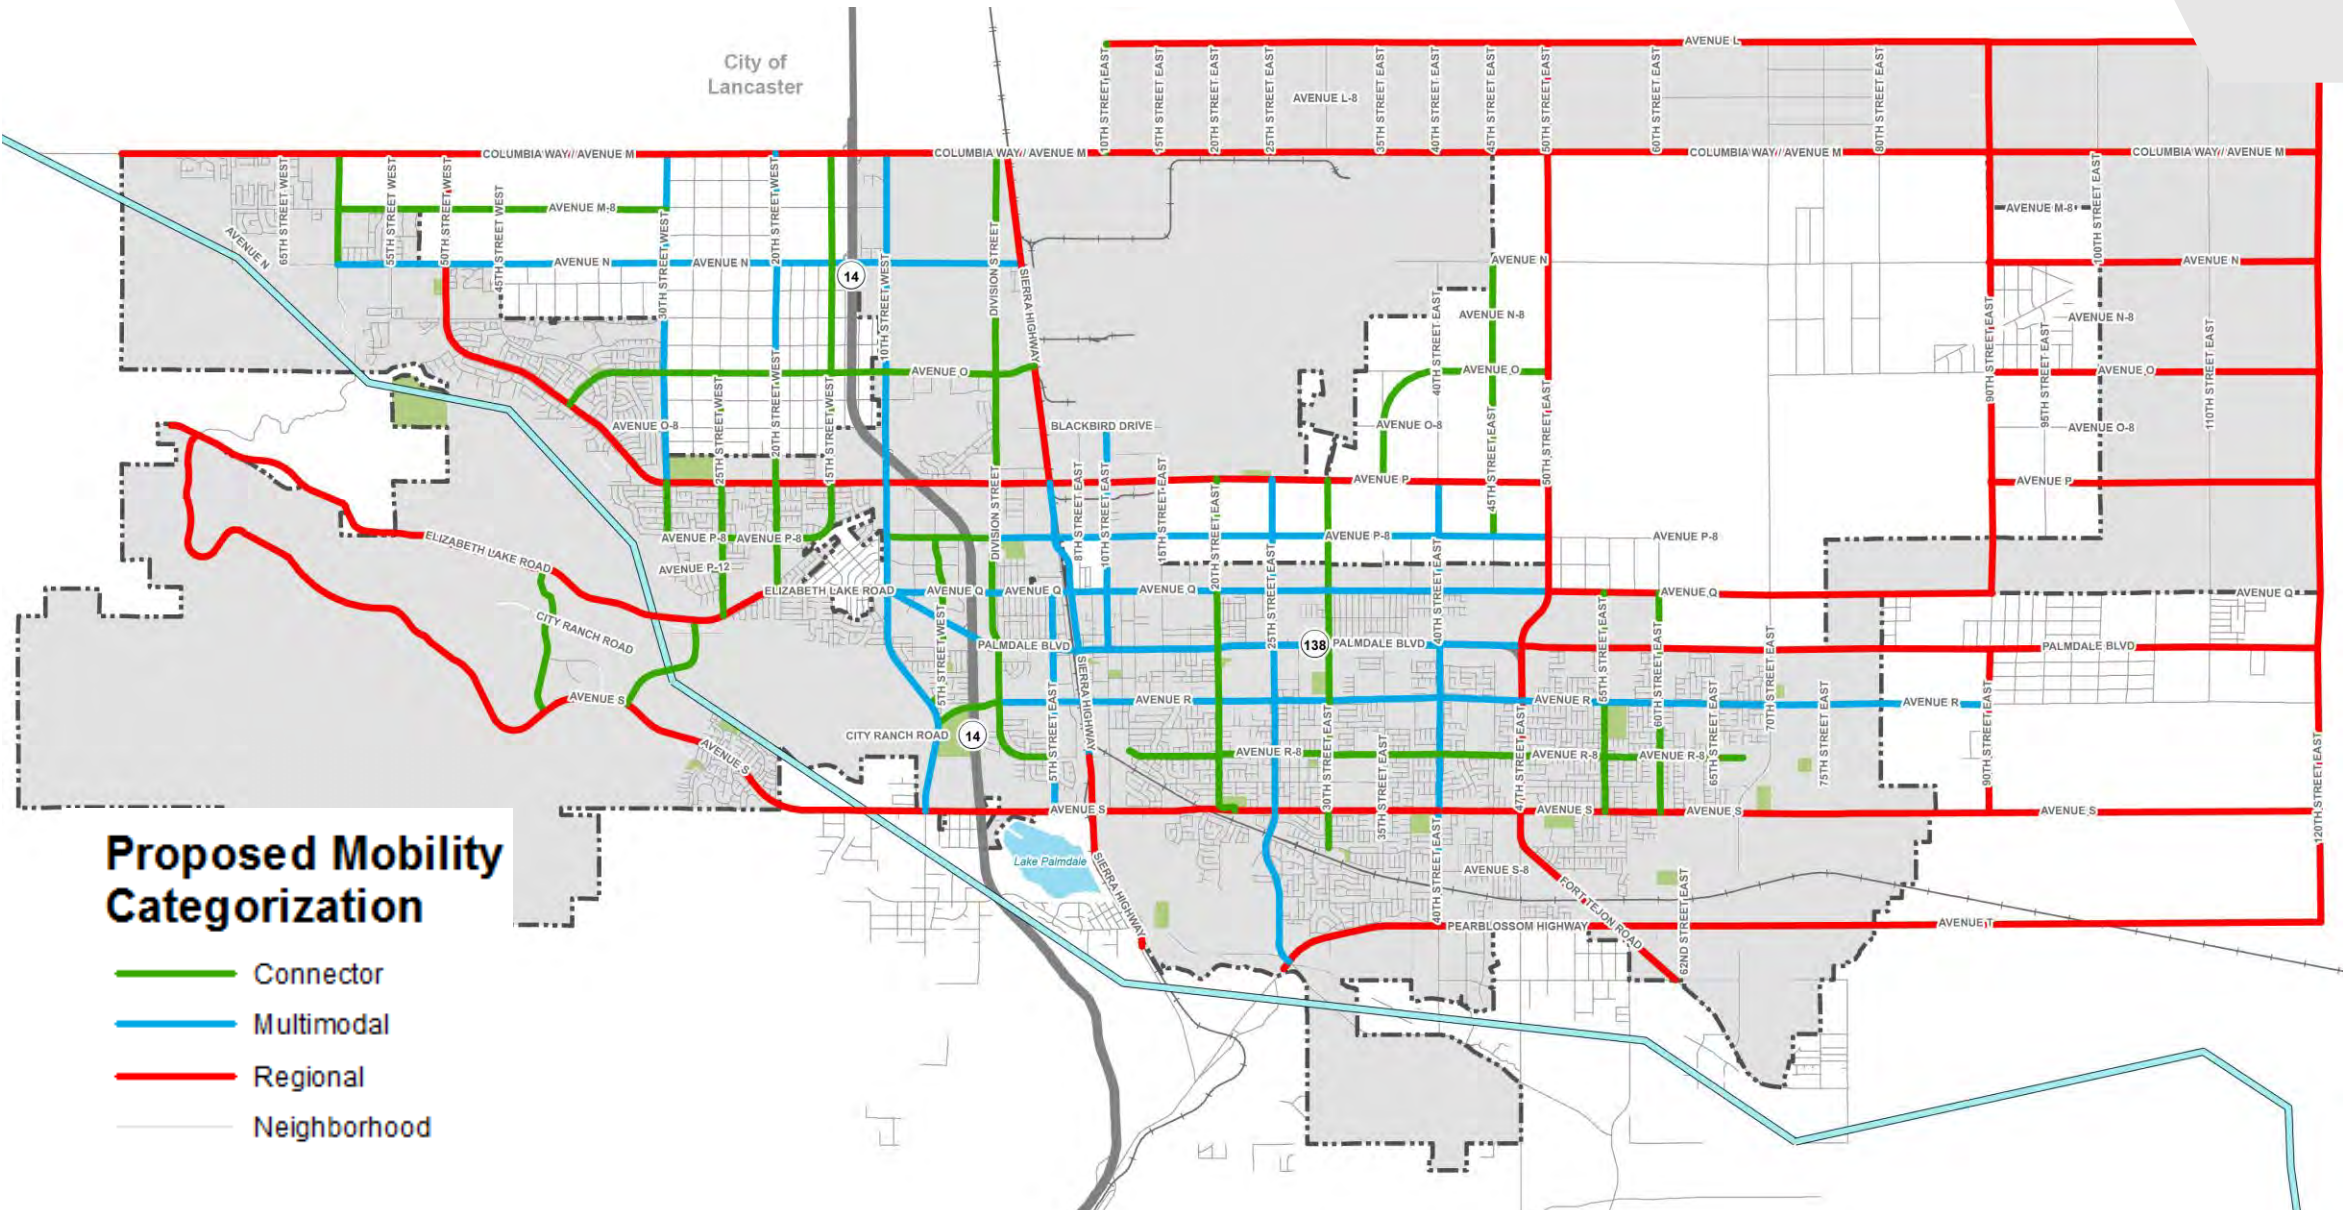 City of
Lancaster
AVENUE L
10TH STREET EAST
15TH STREET EAST
20TH STREET EAST
25TH STREET EAST
AVENUE L-8
35TH STREET EAST
40TH STREET EAST
45TH STREET EAST
50TH STREET EAST
60TH STREET EAST
80TH STREET EAST
COLUMBIA WAY // AVENUE M
COLUMBIA WAY // AVENUE M
COLUMBIA WAY // AVENUE M
COLUMBIA WAY // AVENUE M
65TH STREET WEST
55TH STREET WEST
50TH STREET WEST
45TH STREET WEST
AVENUE M-8
30TH STREET WEST
20TH STREET WEST
AVENUE M-8
100TH STREET EAST
AVENUE N
AVENUE N
AVENUE N
14
10TH STREET WEST
DIVISION STREET
SIERRA HIGHWAY
AVENUE N
AVENUE N
40TH STREET EAST
AVENUE N-8
90TH STREET EAST
95TH STREET EAST
AVENUE N-8
110TH STREET EAST
AVENUE O
AVENUE O
AVENUE O
25TH STREET WEST
20TH STREET WEST
15TH STREET WEST
50TH STREET EAST
45TH STREET EAST
AVENUE O-8
BLACKBIRD DRIVE
AVENUE O-8
AVENUE O-8
AVENUE P
AVENUE P
DIVISION STREET
8TH STREET EAST
10TH STREET EAST
15TH STREET EAST
20TH STREET EAST
25TH STREET EAST
40TH STREET EAST
ELIZABETH LAKE ROAD
AVENUE P-8
AVENUE P-8
AVENUE P-8
AVENUE P-8
AVENUE P-12
ELIZABETH LAKE ROAD
AVENUE Q
AVENUE Q
AVENUE Q
AVENUE Q
AVENUE Q
CITY RANCH ROAD
5TH STREET WEST
PALMDALE BLVD
138
PALMDALE BLVD
PALMDALE BLVD
55TH STREET EAST
60TH STREET EAST
70TH STREET EAST
AVENUE S
5TH STREET EAST
SIERRA HIGHWAY
AVENUE R
AVENUE R
AVENUE R
65TH STREET EAST
75TH STREET EAST
90TH STREET EAST
CITY RANCH ROAD
14
AVENUE S
AVENUE R-8
30TH STREET EAST
35TH STREET EAST
47TH STREET EAST
AVENUE R-8
AVENUE R-8
120TH STREET EAST
AVENUE S
AVENUE S
AVENUE S
AVENUE S
Lake Palmdale
SIERRA HIGHWAY
40TH STREET EAST
AVENUE S-8
FORT TEJON ROAD
62ND STREET EAST
PEARBLOSSOM HIGHWAY
AVENUE T
Proposed Mobility
Categorization
Connector
Multimodal
Regional
Neighborhood